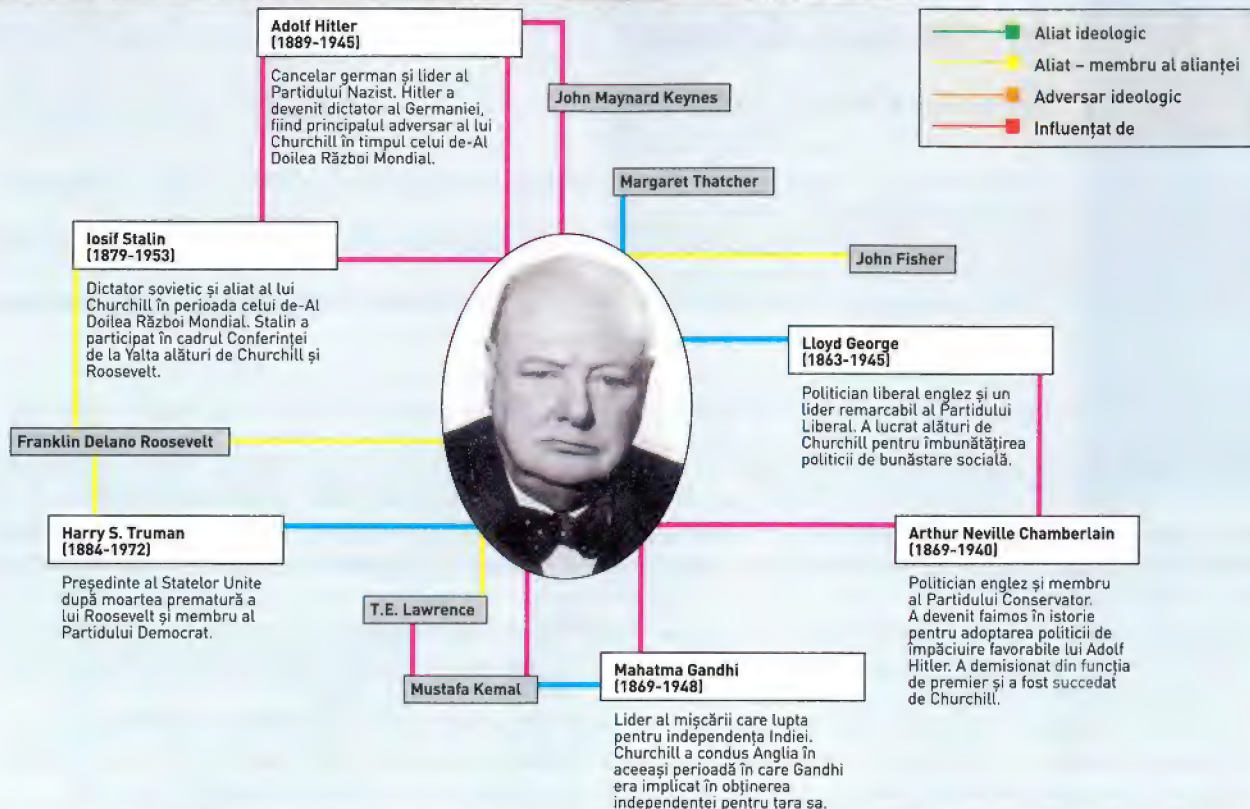 Adolf Hitler
(1889-1945)
Cancelar german și lider al
Partidului Nazist. Hitler a
devenit dictator al Germaniei,
fiind principalul adversar al lui
Churchill în timpul celui de-Al
Doilea Război Mondial.
John Maynard Keynes
Aliat ideologic
Aliat – membru al alianței
Adversar ideologic
Influențat de
Margaret Thatcher
John Fisher
Iosif Stalin
(1879-1953)
Dictator sovietic și aliat al lui
Churchill în perioada celui de-Al
Doilea Război Mondial. Stalin a
participat în cadrul Conferinței
de la Yalta alături de Churchill și
Roosevelt.
Lloyd George
(1863-1945)
Politician liberal englez și un
lider remarcabil al Partidului
Liberal. A lucrat alături de
Churchill pentru îmbunătățirea
politicii de bunăstare socială.
Franklin Delano Roosevelt
Harry S. Truman
(1884-1972)
Președinte al Statelor Unite
după moartea prematură a
lui Roosevelt și membru al
Partidului Democrat.
Arthur Neville Chamberlain
(1869-1940)
Politician englez și membru
al Partidului Conservator.
A devenit faimos în istorie
pentru adoptarea politicii de
împăciuire favorabile lui Adolf
Hitler. A demisionat din funcția
de premier și a fost succedat
de Churchill.
T.E. Lawrence
Mustafa Kemal
Mahatma Gandhi
(1869-1948)
Lider al mișcării care lupta
pentru independența Indiei.
Churchill a condus Anglia în
aceeași perioadă în care Gandhi
era implicat în obținerea
independenței pentru țara sa.